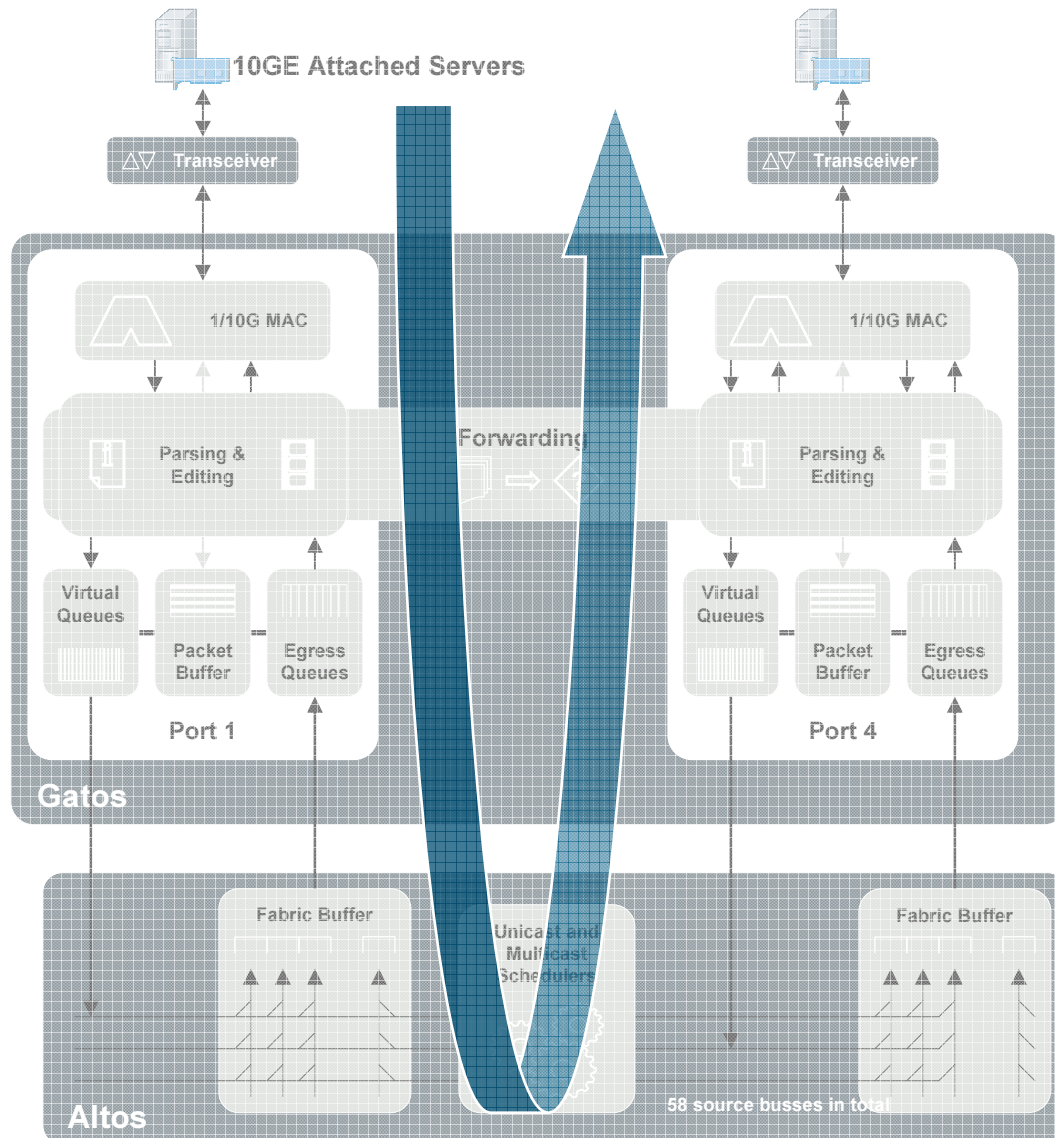 10GE Attached Servers
Transceiver
Transceiver
1/10G MAC
1/10G MAC
Forwarding
Parsing &
Editing
Parsing &
Editing
Virtual
Queues
Packet
Buffer
Egress
Queues
Virtual
Queues
Packet
Buffer
Egress
Queues
Port 1
Port 4
Gatos
Fabric Buffer
Unicast and
Multicast
Schedulers
Fabric Buffer
58 source busses in total
Altos